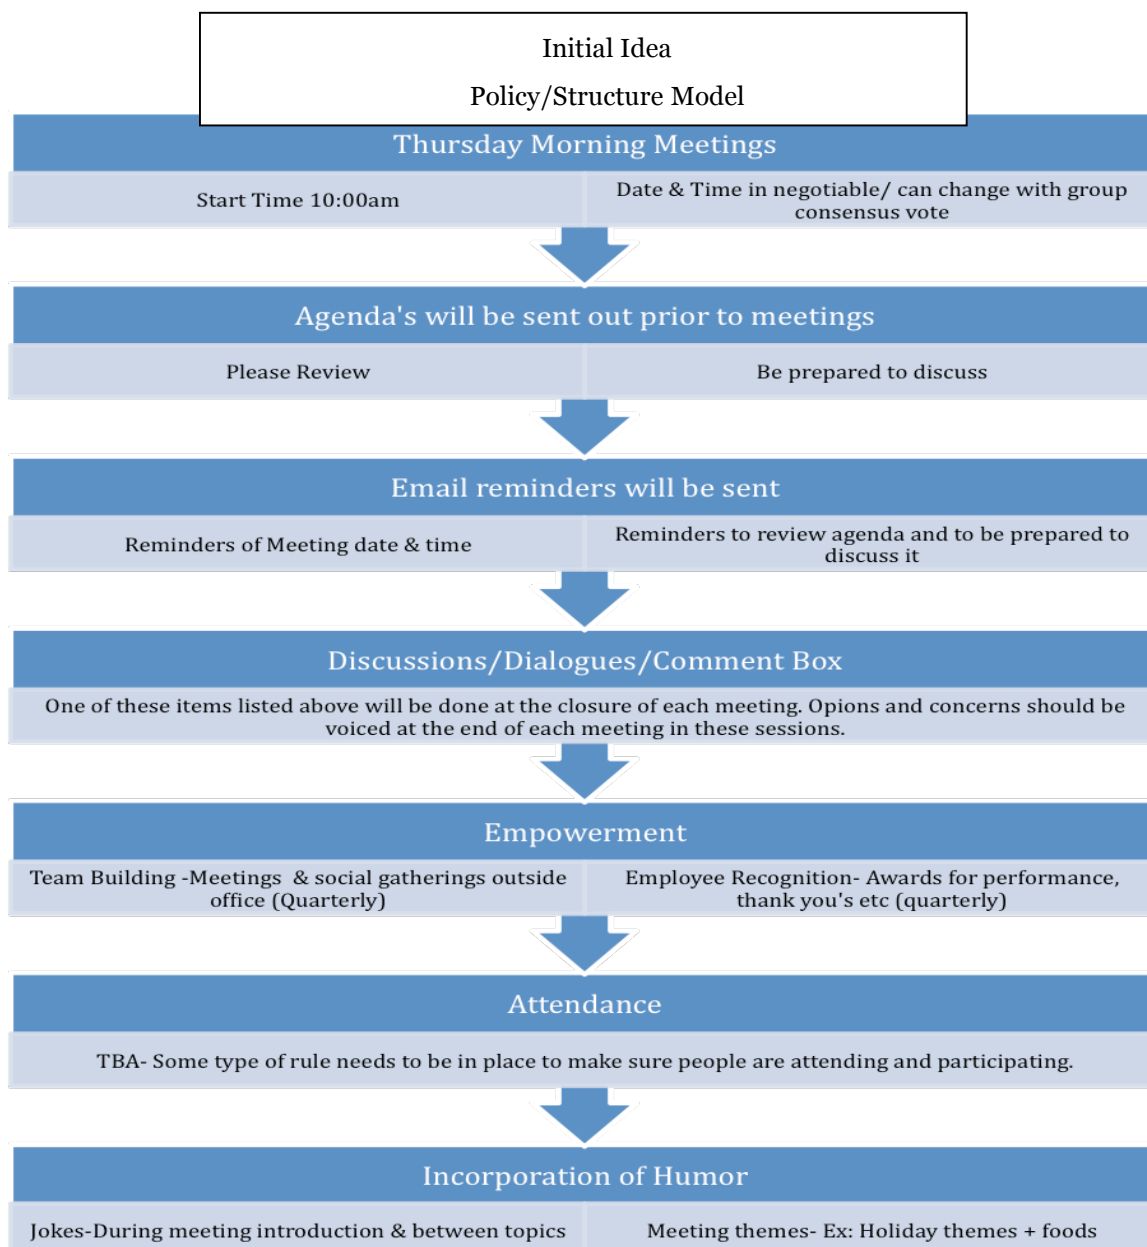 Initial Idea
Policy/Structure Model
Thursday Morning Meetings
Start Time 10:00am
Date & Time in negotiable/ can change with group
consensus vote
Agenda's will be sent out prior to meetings
Please Review
Be prepared to discuss
Email reminders will be sent
Reminders of Meeting date & time
Reminders to review agenda and to be prepared to
discuss it
Discussions/Dialogues/Comment Box
One of these items listed above will be done at the closure of each meeting. Opions and concerns should be
voiced at the end of each meeting in these sessions.
Empowerment
Team Building -Meetings & social gatherings outside
office (Quarterly)
Employee Recognition- Awards for performance,
thank you's etc (quarterly)
Attendance
TBA- Some type of rule needs to be in place to make sure people are attending and participating.
Incorporation of Humor
Jokes-During meeting introduction & between topics
Meeting themes- Ex: Holiday themes + foods